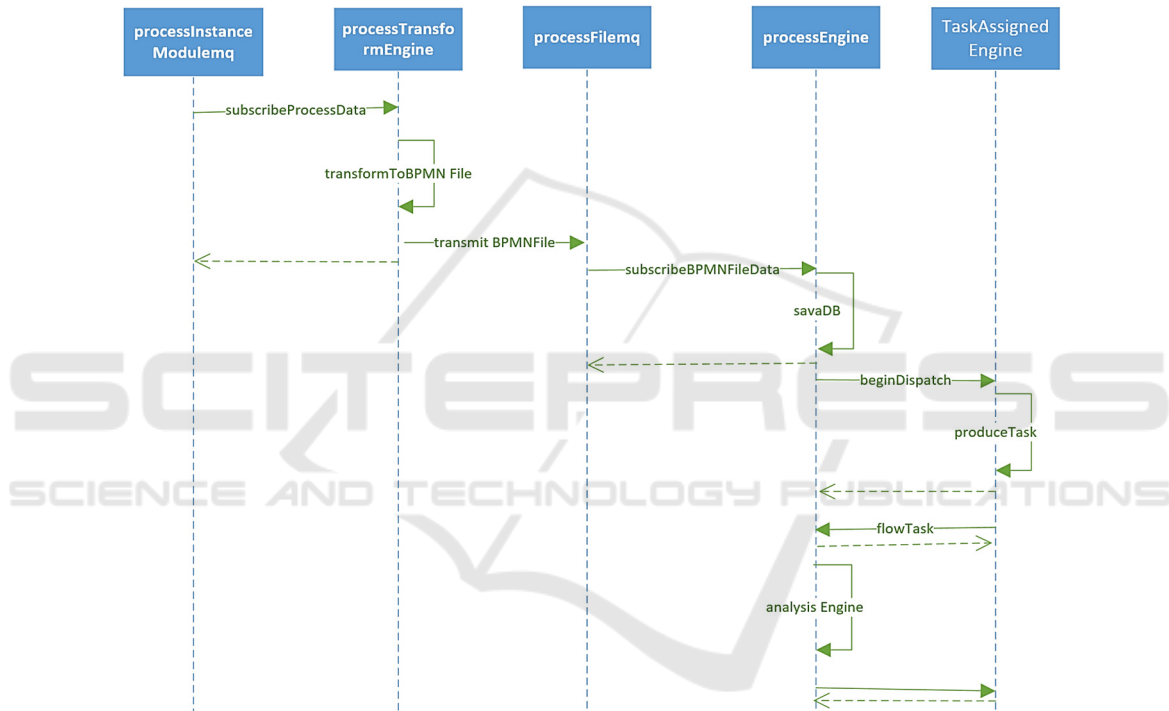 processInstance
Modulemq
processTransfo
rmEngine
processFilemq
processEngine
TaskAssigned
Engine
subscribeProcessData
transformToBPMN File
transmit BPMNFile
subscribeBPMNFileData
savaDB
beginDispatch
produceTask
flowTask
analysis Engine
SCITEPRESS
SCIENCE AND TECHNOLOGY PUBLICATIONS